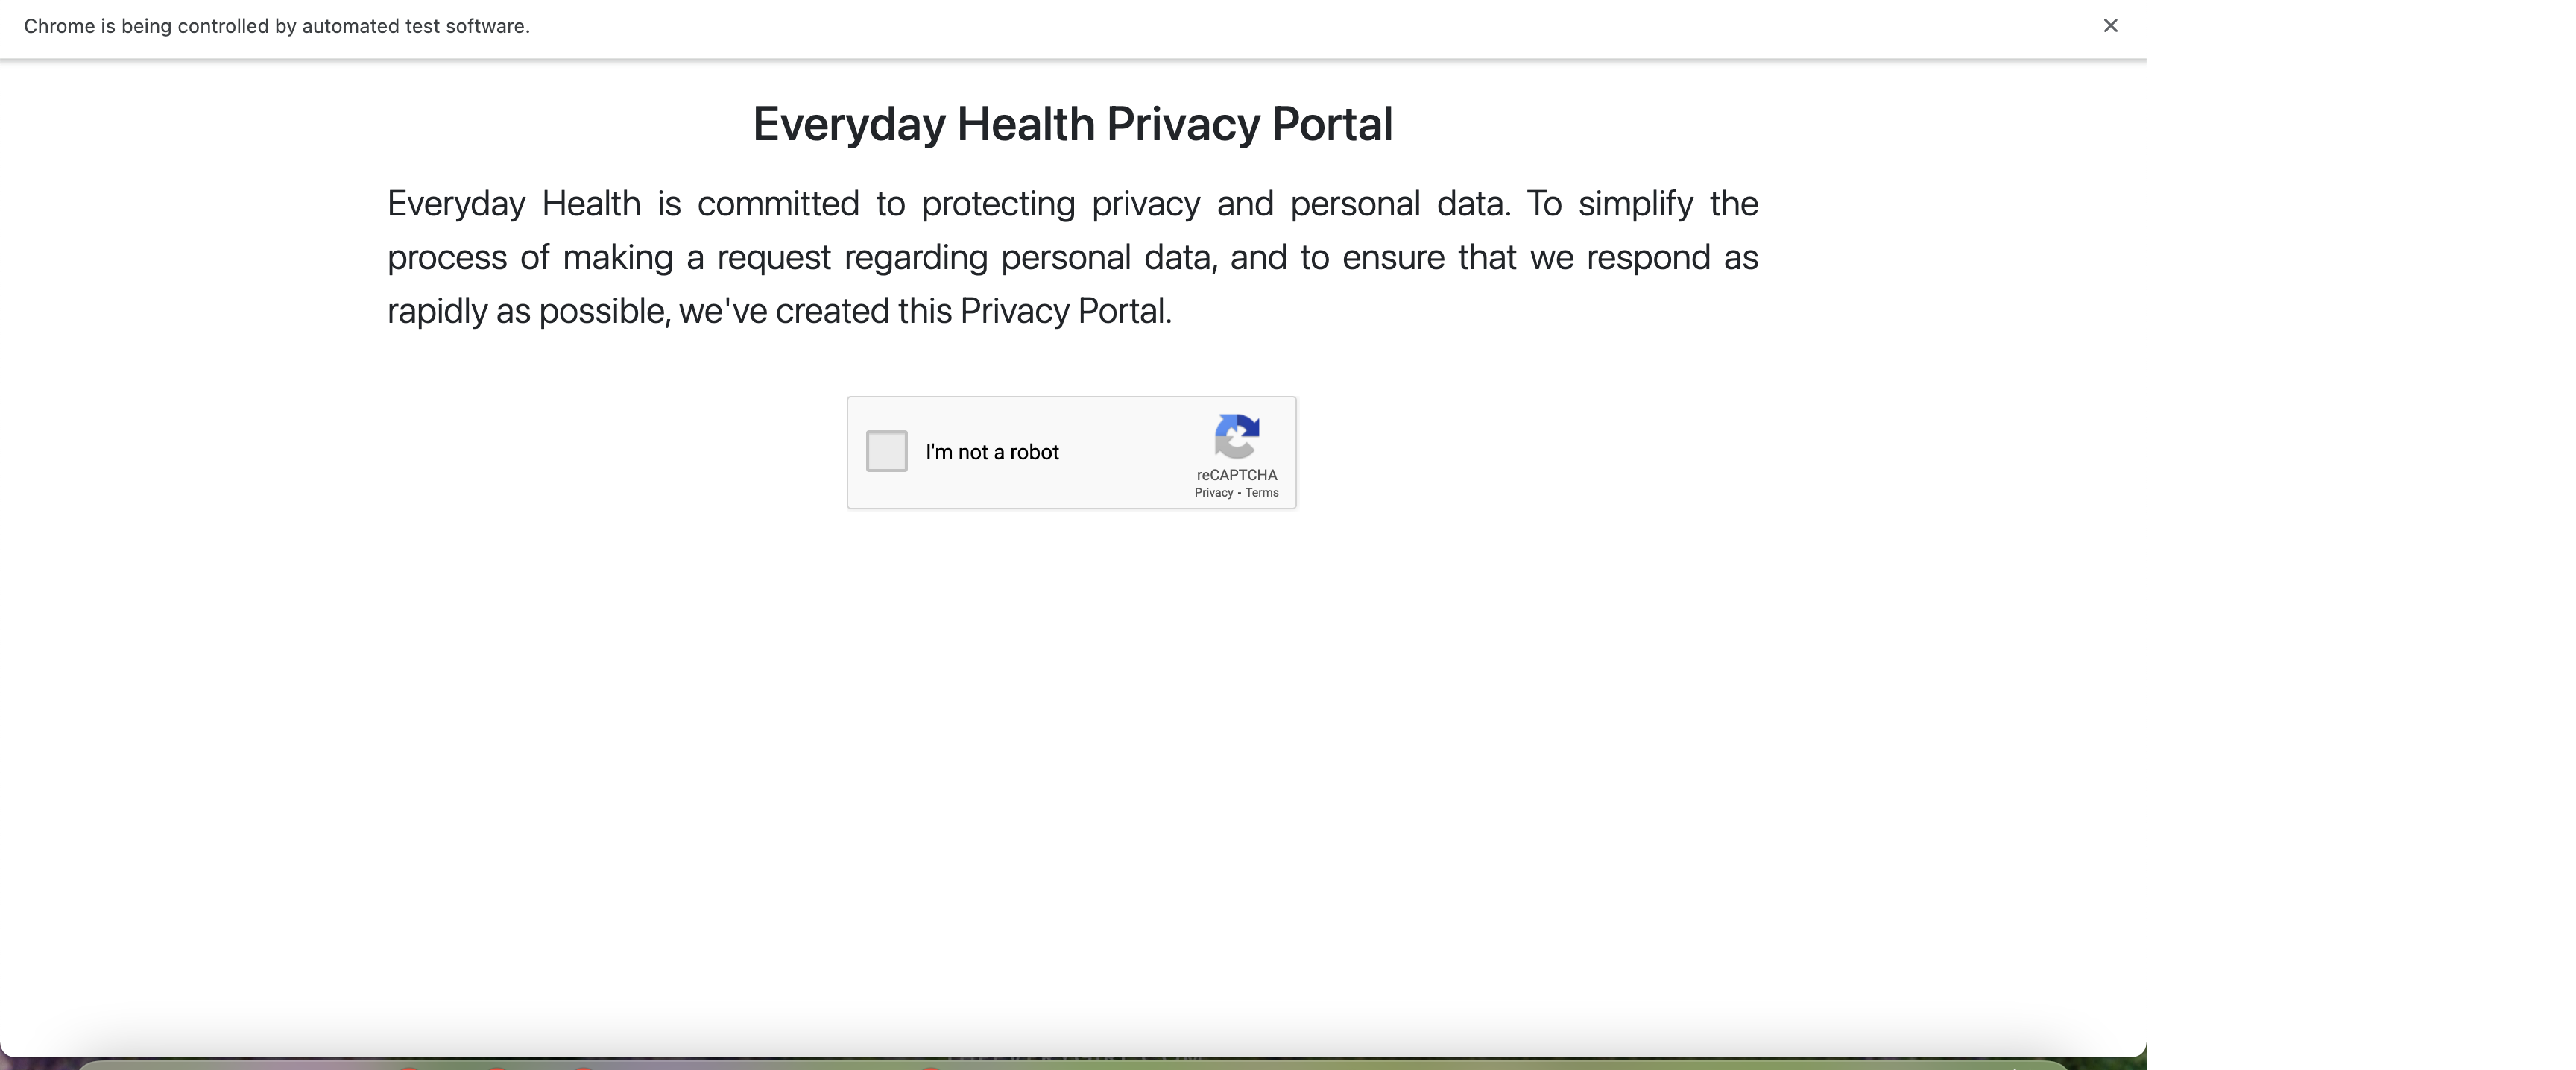 Chrome is being controlled by automated test software.
Everyday Health Privacy Portal
Everyday Health is committed to protecting privacy and personal data. To simplify the
process of making a request regarding personal data, and to ensure that we respond as
rapidly as possible, we've created this Privacy Portal.
I'm not a robot
reCAPTCHA
Privacy - Terms